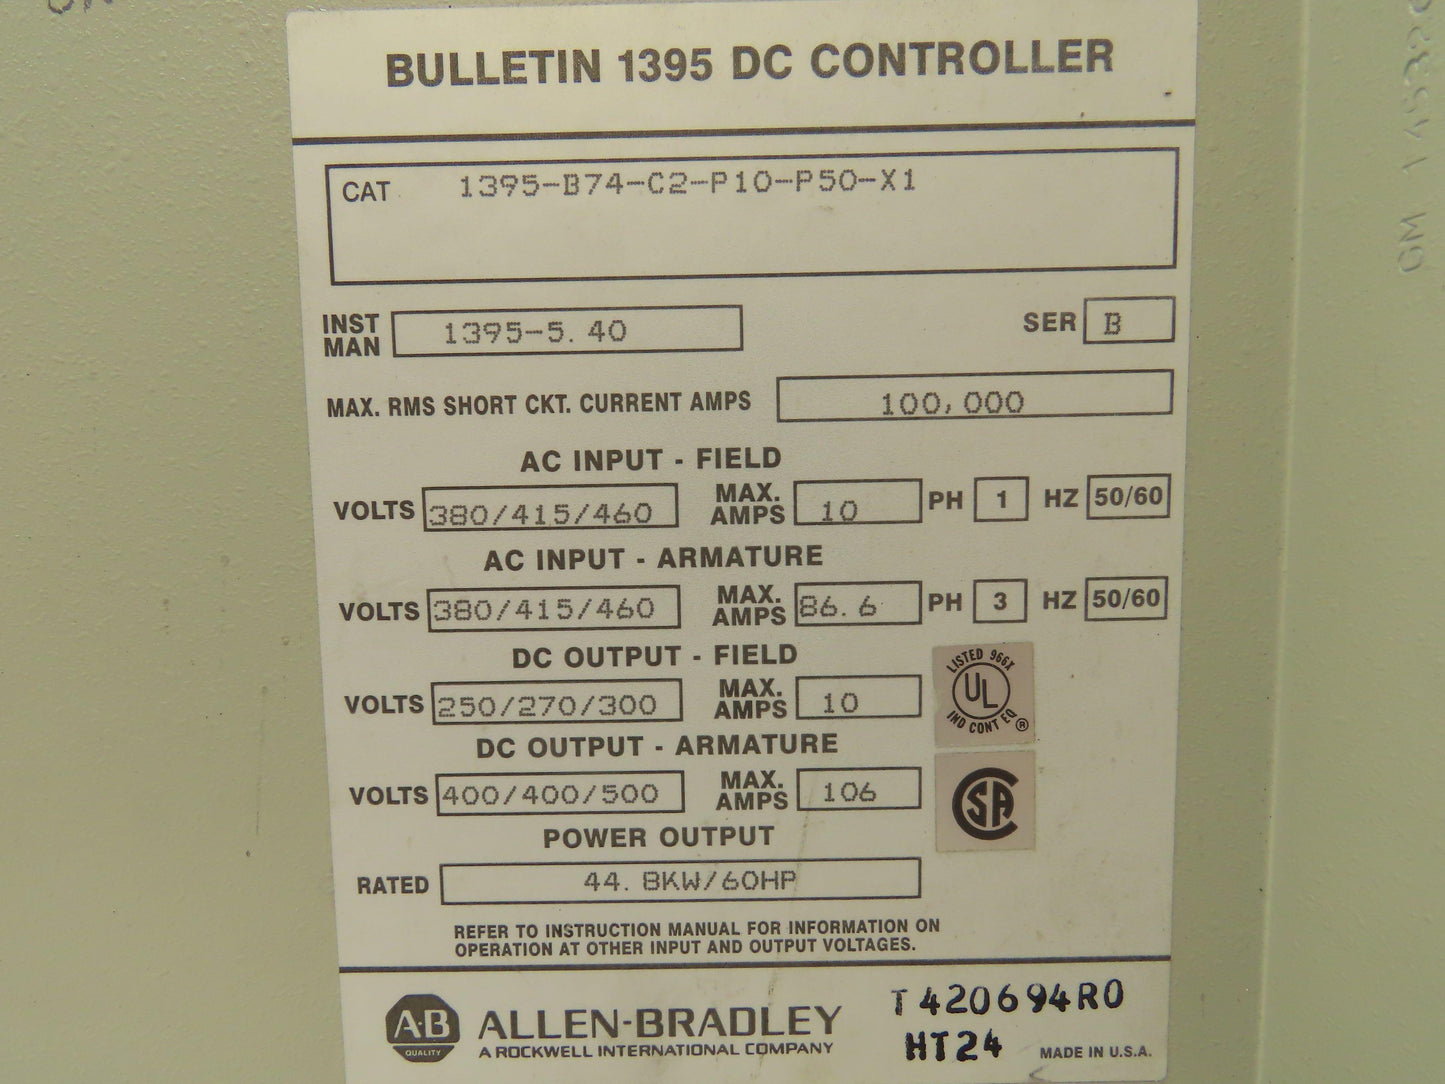 BULLETIN 1395 DC CONTROLLER
CAT 1395-B74-C2-P10-P50-X1
INST MAN 1395-5.40 SER B
MAX. RMS SHORT CKT. CURRENT AMPS 100,000
AC INPUT - FIELD
VOLTS 380/415/460 MAX. AMPS 10 PH 1 HZ 50/60
AC INPUT - ARMATURE
VOLTS 380/415/460 MAX. AMPS 86.6 PH 3 HZ 50/60
DC OUTPUT - FIELD
VOLTS 250/270/300 MAX. AMPS 10
LISTED 966X
UL
IND CONT EQ ®
DC OUTPUT - ARMATURE
VOLTS 400/400/500 MAX. AMPS 106
CSA
POWER OUTPUT
RATED 44.8KW/60HP
REFER TO INSTRUCTION MANUAL FOR INFORMATION ON
OPERATION AT OTHER INPUT AND OUTPUT VOLTAGES.
A-B
QUALITY
ALLEN-BRADLEY
A ROCKWELL INTERNATIONAL COMPANY
T420694R0
HT24
MADE IN U.S.A.